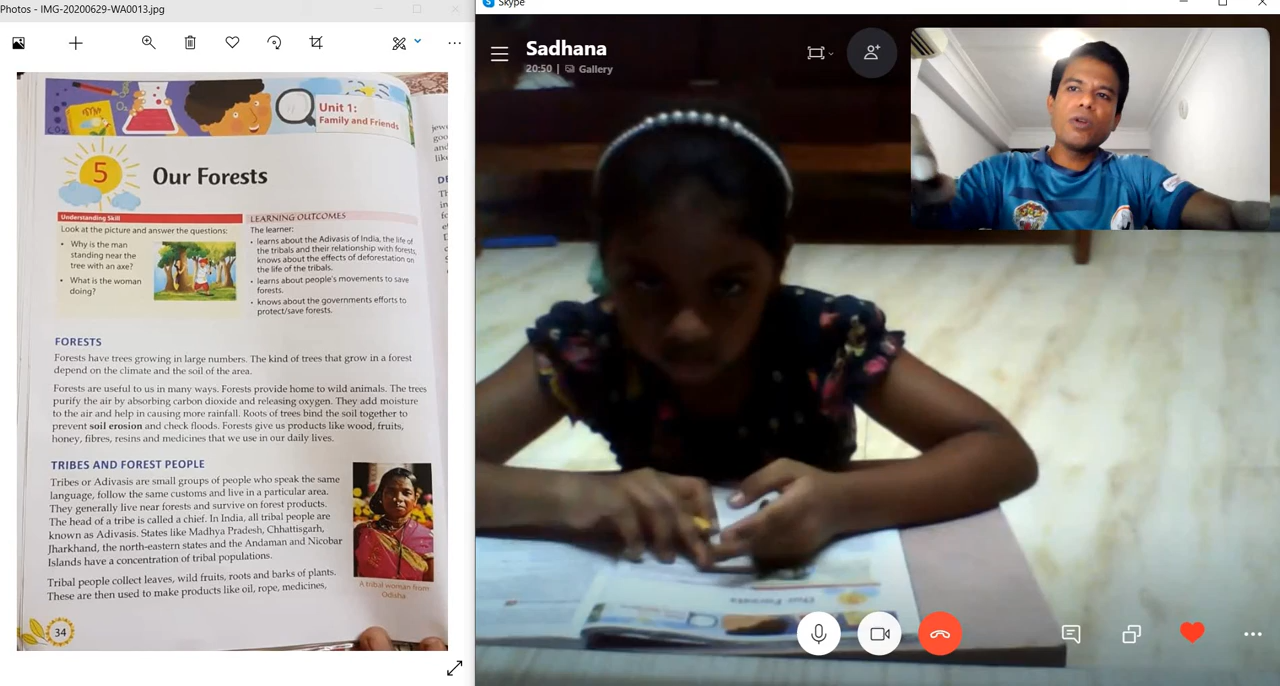 Photos - IMG-20200629-WA0013.jpg
Skype
Sadhana
20:50 | Gallery
Unit 1:
Family and Friends
5
Our Forests
Understanding Skill
Look at the picture and answer the questions:
• Why is the man
standing near the
tree with an axe?
• What is the woman
doing?
LEARNING OUTCOMES
The learner:
• learns about the Adivasis of India, the life of
the tribals and their relationship with forests,
knows about the effects of deforestation on
the life of the tribals.
• learns about people's movements to save
forests.
• knows about the governments efforts to
protect/save forests.
FORESTS
Forests have trees growing in large numbers. The kind of trees that grow in a forest
depend on the climate and the soil of the area.
Forests are useful to us in many ways. Forests provide home to wild animals. The trees
purify the air by absorbing carbon dioxide and releasing oxygen. They add moisture
to the air and help in causing more rainfall. Roots of trees bind the soil together to
prevent soil erosion and check floods. Forests give us products like wood, fruits,
honey, fibres, resins and medicines that we use in our daily lives.
TRIBES AND FOREST PEOPLE
Tribes or Adivasis are small groups of people who speak the same
language, follow the same customs and live in a particular area.
They generally live near forests and survive on forest products.
The head of a tribe is called a chief. In India, all tribal people are
known as Adivasis. States like Madhya Pradesh, Chhattisgarh,
Jharkhand, the north-eastern states and the Andaman and Nicobar
Islands have a concentration of tribal populations.
Tribal people collect leaves, wild fruits, roots and barks of plants.
These are then used to make products like oil, rope, medicines,
A tribal woman from
Odisha
34
Our Forests